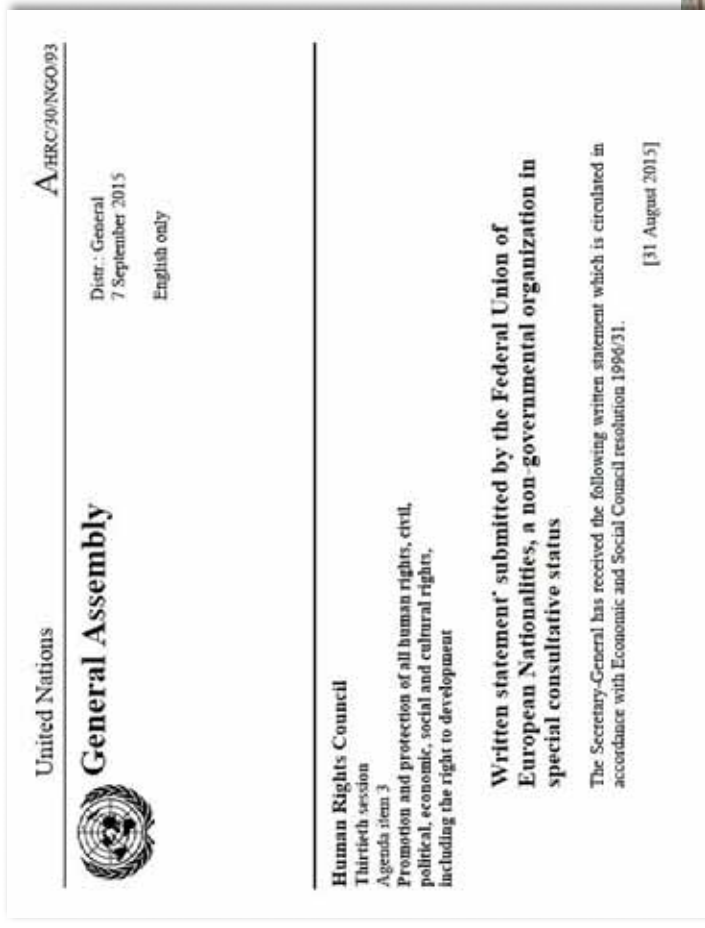 United Nations
A/HRC/30/NGO/93
General Assembly
Distr.: General
7 September 2015
English only
Human Rights Council
Thirtieth session
Agenda item 3
Promotion and protection of all human rights, civil,
political, economic, social and cultural rights,
including the right to development
Written statement* submitted by the Federal Union of
European Nationalities, a non-governmental organization in
special consultative status
The Secretary-General has received the following written statement which is circulated in
accordance with Economic and Social Council resolution 1996/31.
[31 August 2015]